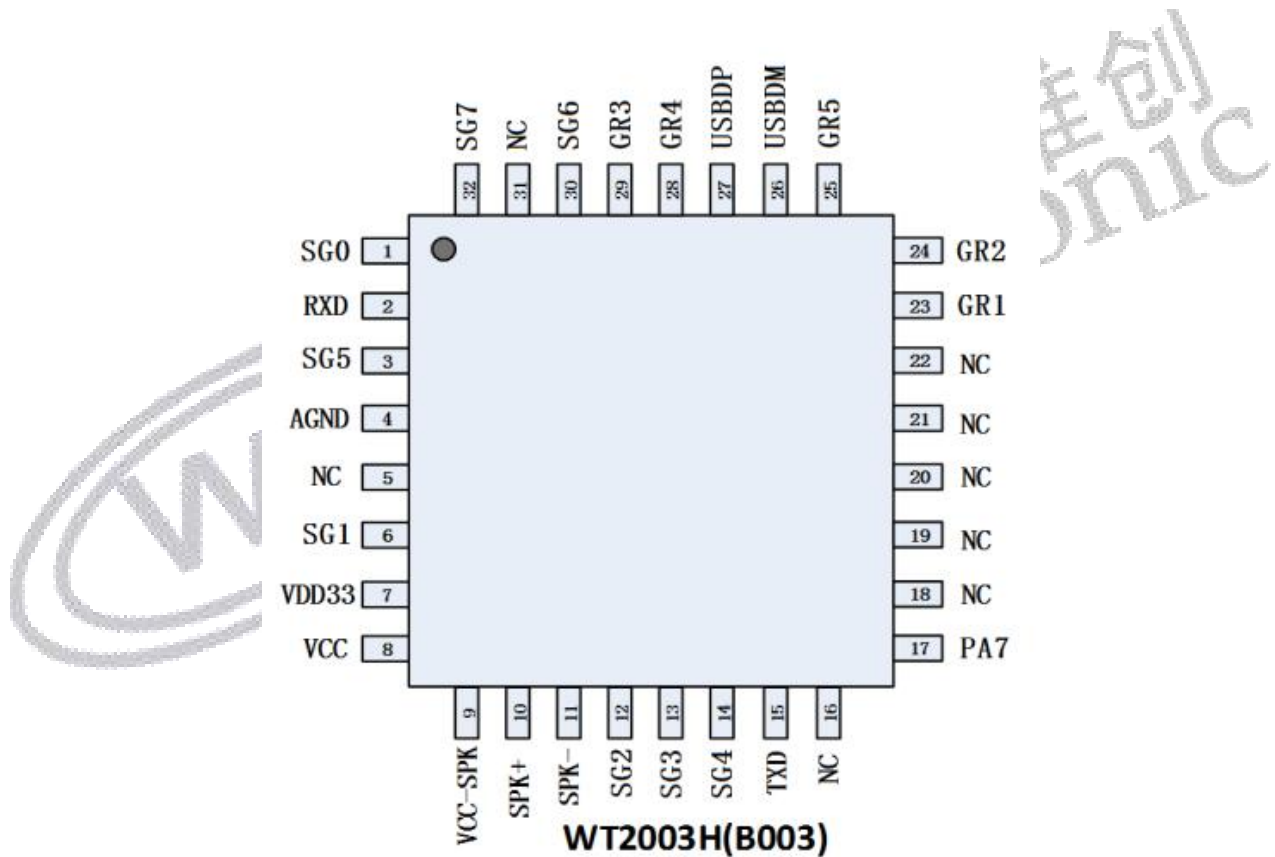 SG7
NC
SG6
GR3
GR4
USBDP
USBDM
GR5
32
31
30
29
28
27
26
25
SG0 1
RXD 2
SG5 3
AGND 4
NC 5
SG1 6
VDD33 7
VCC 8
24 GR2
23 GR1
22 NC
21 NC
20 NC
19 NC
18 NC
17 PA7
9
10
11
12
13
14
15
16
VCC-SPK
SPK+
SPK-
SG2
SG3
SG4
TXD
NC
WT2003H(B003)
W
创
onic